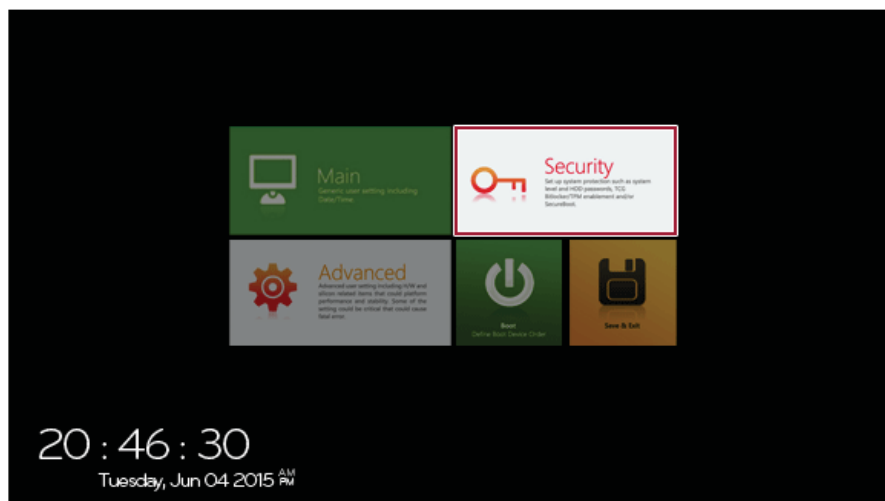 Main
Generic user setting including
Date/Time.
Security
Set up system protection such as system
level and HDD passwords, TCG
Bitlocker/TPM enablement and/or
SecureBoot.
Advanced
Advanced user setting including H/W and
silicon related items that could platform
performance and stability. Some of the
setting could be critical that could cause
fatal error.
Boot
Define Boot Device Order
Save & Exit
20 : 46 : 30
Tuesday, Jun 04 2015 AM
PM